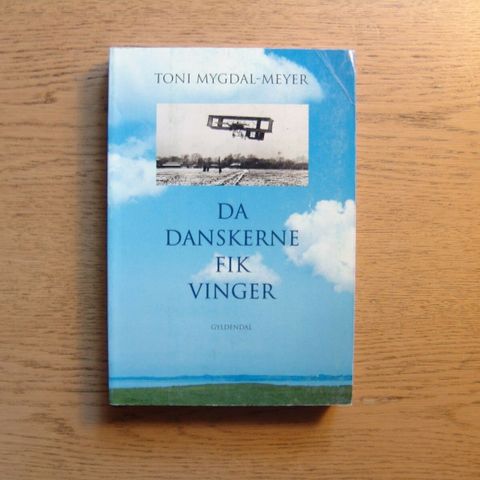 TONI MYGDAL-MEYER
DA
DANSKERNE
FIK
VINGER
GYLDENDAL